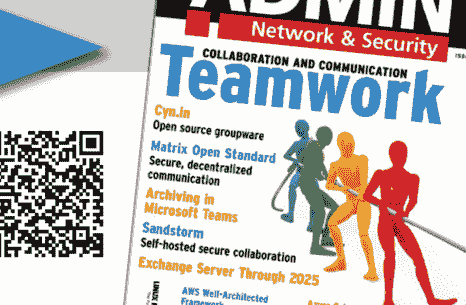 ADMIN
Network & Security
COLLABORATION AND COMMUNICATION
Teamwork
Cyn.in
Open source groupware
Matrix Open Standard
Secure, decentralized
communication
Archiving in
Microsoft Teams
Sandstorm
Self-hosted secure collaboration
Exchange Server Through 2025
AWS Well-Architected
Framework